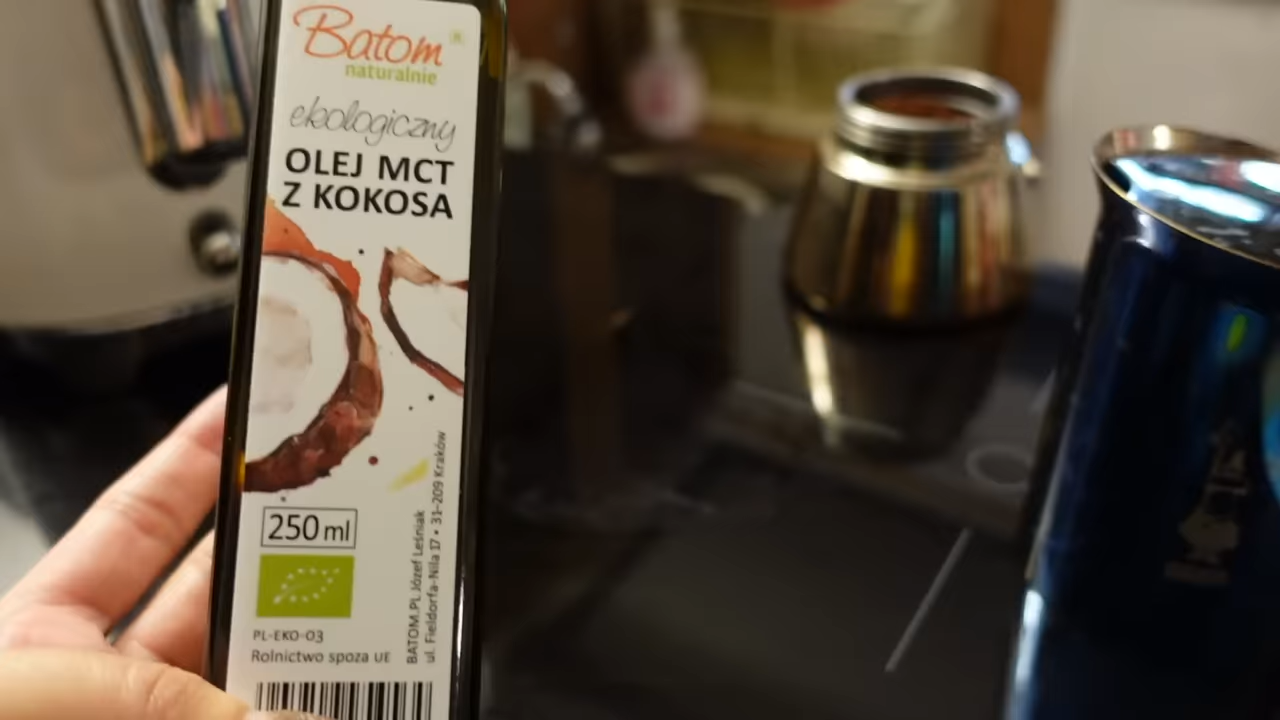 Batom
naturalnie
ekologiczny
OLEJ MCT
Z KOKOSA
250 ml
PL-EKO-03
Rolnictwo spoza UE
BATOM.PL Józef Leśniak
ul. Fieldorfa-Nila 17 • 31-209 Kraków